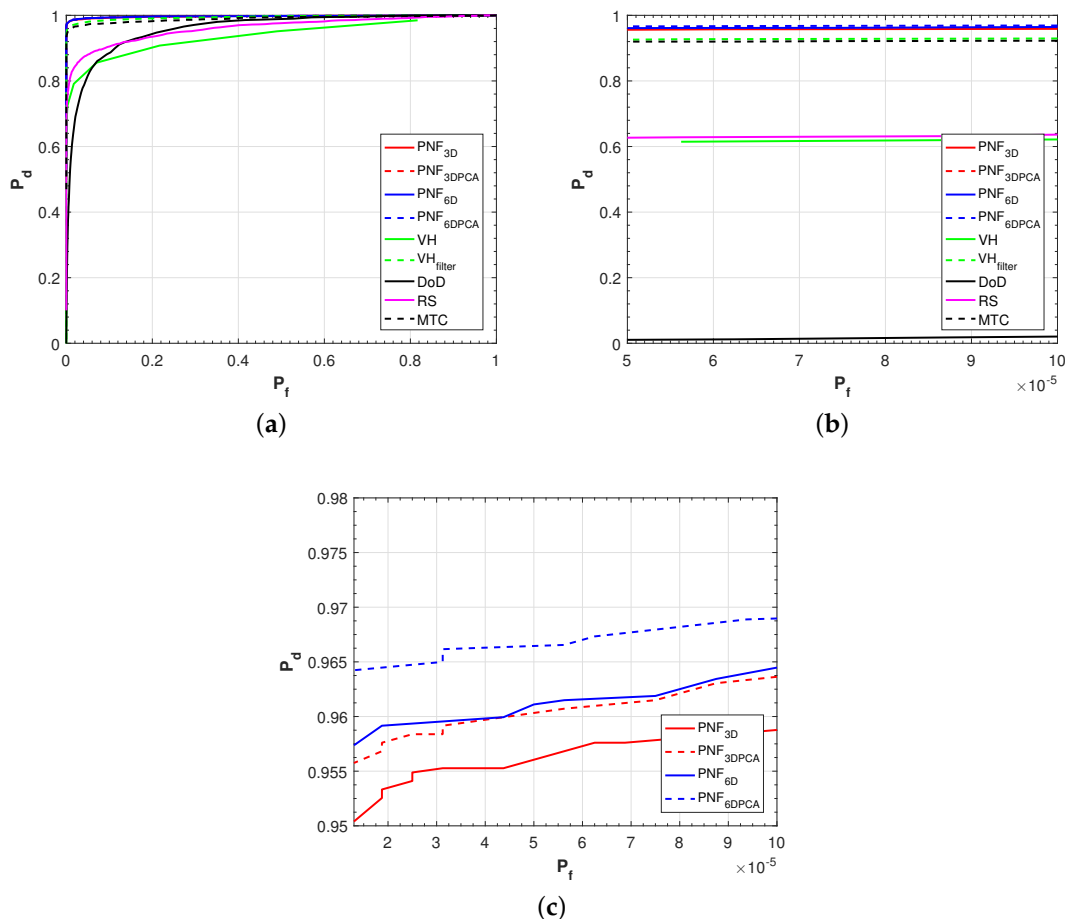 1
0.8
0.6
0.4
0.2
0
P_d
0 0.2 0.4 0.6 0.8 1
P_f
PNF_3D
PNF_3DPCA
PNF_6D
PNF_6DPCA
VH
VH_filter
DoD
RS
MTC
(a)
1
0.8
0.6
0.4
0.2
0
P_d
5 6 7 8 9 10
P_f
×10^-5
PNF_3D
PNF_3DPCA
PNF_6D
PNF_6DPCA
VH
VH_filter
DoD
RS
MTC
(b)
0.98
0.975
0.97
0.965
0.96
0.955
0.95
P_d
2 3 4 5 6 7 8 9 10
P_f
×10^-5
PNF_3D
PNF_3DPCA
PNF_6D
PNF_6DPCA
(c)